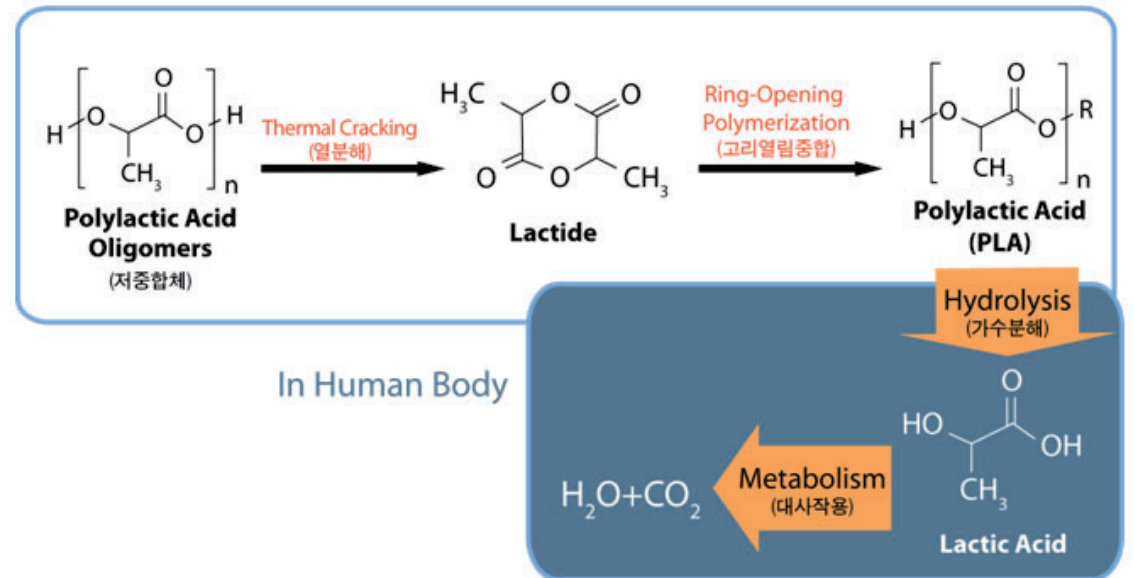 H
O
O
O
H
CH₃
n
Polylactic Acid
Oligomers
(저중합체)
Thermal Cracking
(열분해)
H₃C
O
O
O
O
CH₃
Lactide
Ring-Opening
Polymerization
(고리열림중합)
H
O
O
O
R
CH₃
n
Polylactic Acid
(PLA)
Hydrolysis
(가수분해)
In Human Body
O
HO
OH
CH₃
Lactic Acid
Metabolism
(대사작용)
H₂O+CO₂